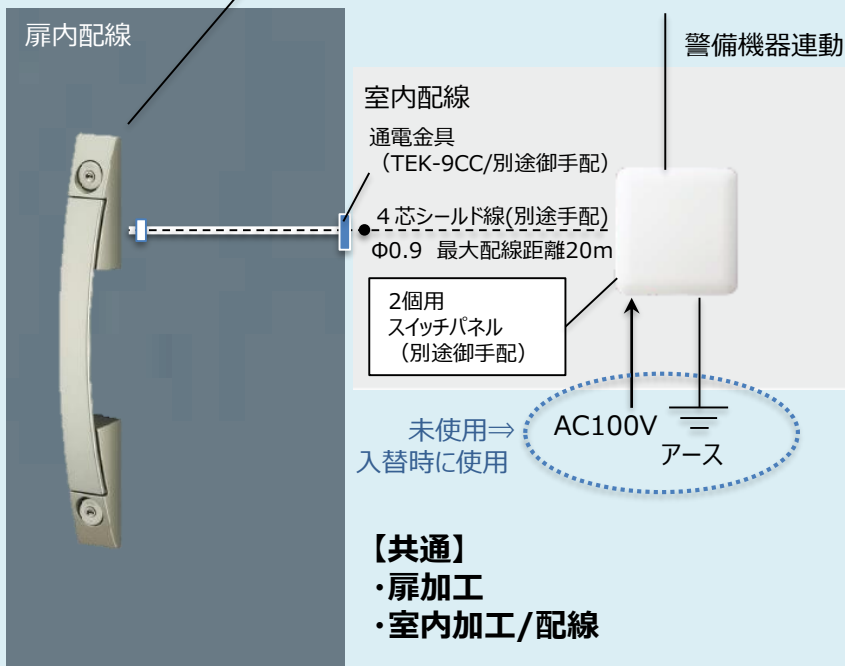 扉内配線
警備機器連動
室内配線
通電金具
（TEK-9CC/別途御手配）
４芯シールド線(別途手配)
Φ0.9 最大配線距離20m
2個用
スイッチパネル
（別途御手配）
未使用⇒
入替時に使用
AC100V
アース
【共通】
・扉加工
・室内加工/配線